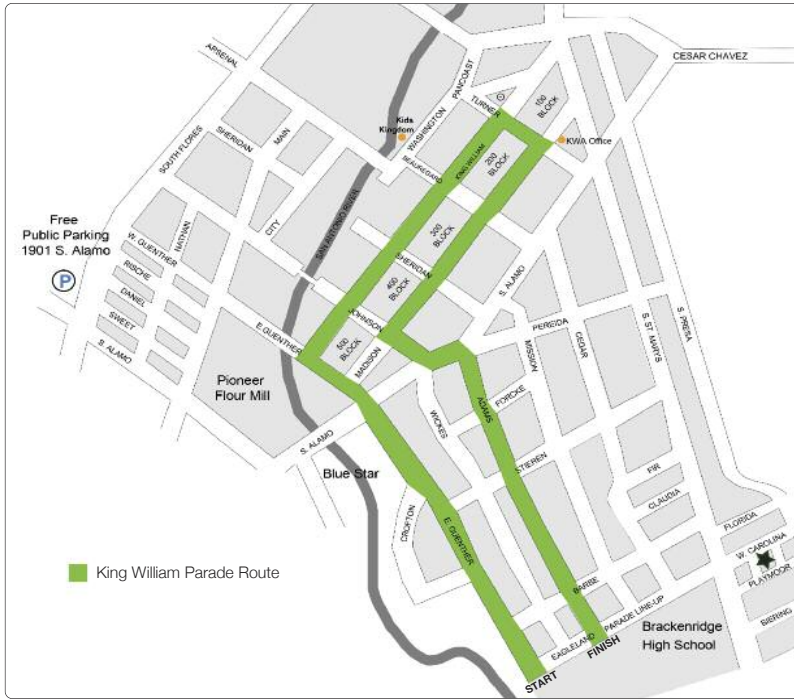 ARSENAL
CESAR CHAVEZ
PANCOAST
TURNER
100
BLOCK
Kids
Kingdom
WASHINGTON
KWA Office
SOUTH FLORES
SHERIDAN
MAIN
BEAUREGARD
KING WILLIAM
200
BLOCK
Free
Public Parking
1901 S. Alamo
P
W. GUENTHER
NATHAN
CITY
SAN ANTONIO RIVER
300
BLOCK
SHERIDAN
S. ALAMO
RISCHE
DANIEL
SWEET
S. ALAMO
400
BLOCK
JOHNSON
E. GUENTHER
500
BLOCK
MADISON
PEREIDA
MISSION
CEDAR
S. ST. MARYS
S. PRESA
Pioneer
Flour Mill
WICKES
ADAMS
FORCKE
S. ALAMO
STIEREN
Blue Star
FIR
CLAUDIA
CROFTON
E. GUENTHER
FLORIDA
W. CAROLINA
PLAYMOOR
BIERING
King William Parade Route
BARBE
EAGLELAND
PARADE LINE-UP
Brackenridge
High School
START
FINISH